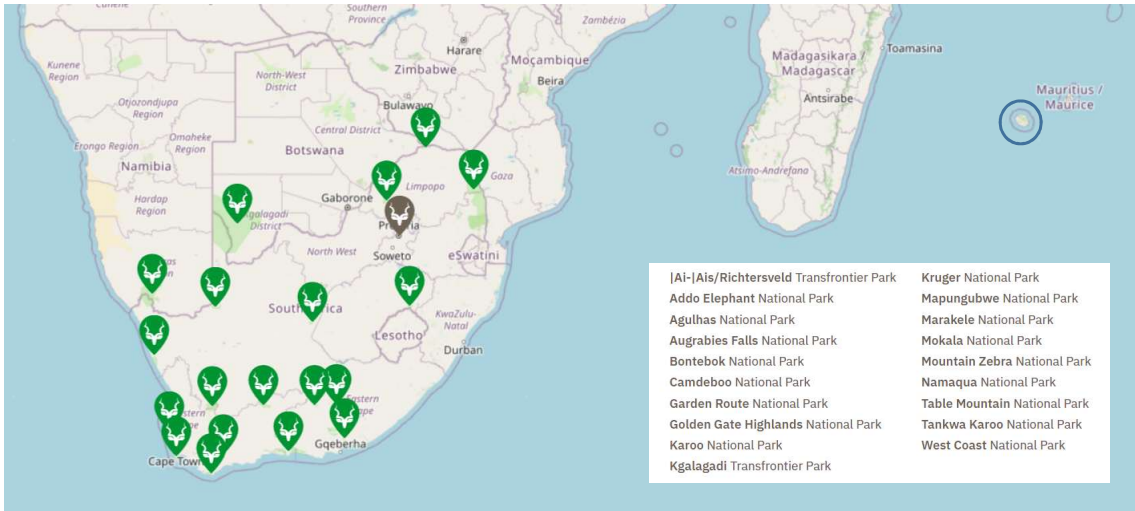 Southern
Province
Zambézia
Harare
Kunene
Region
North-West
District
Zimbabwe
Moçambique
Beira
Madagasikara /
Madagascar
Toamasina
Antsirabe
Mauritius /
Maurice
Otjozondjupa
Region
Bulawayo
Central District
Omaheke
Region
Erongo Region
Botswana
Namibia
Atsimo-Andrefana
Limpopo
Gaza
Hardap
Region
Gaborone
District
North West
Soweto
eSwatini
KwaZulu-
Natal
Lesotho
Durban
Gqeberha
|Ai-|Ais/Richtersveld Transfrontier Park
Addo Elephant National Park
Agulhas National Park
Augrabies Falls National Park
Bontebok National Park
Camdeboo National Park
Garden Route National Park
Golden Gate Highlands National Park
Karoo National Park
Kgalagadi Transfrontier Park
Kruger National Park
Mapungubwe National Park
Marakele National Park
Mokala National Park
Mountain Zebra National Park
Namaqua National Park
Table Mountain National Park
Tankwa Karoo National Park
West Coast National Park